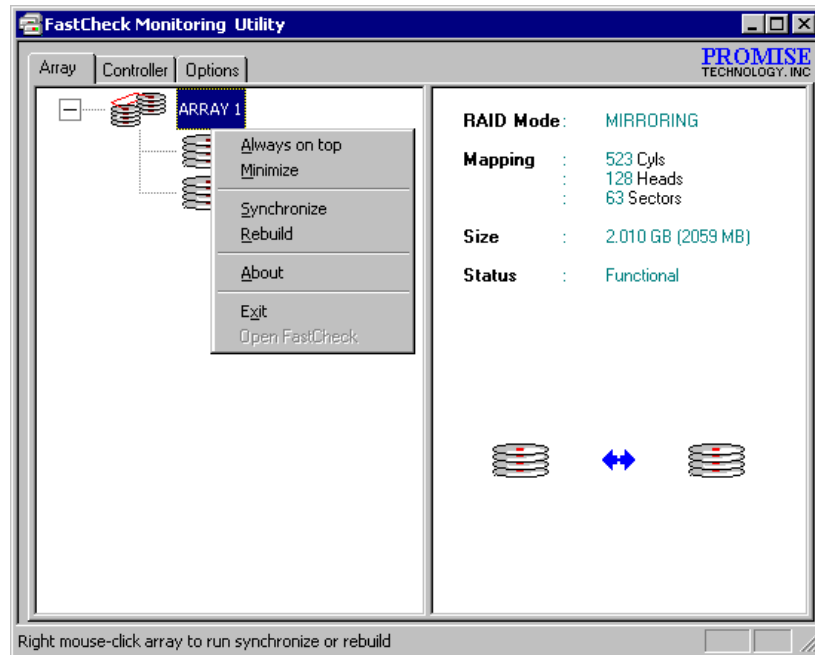 FastCheck Monitoring Utility
Array
Controller
Options
PROMISE
TECHNOLOGY, INC
ARRAY 1
Always on top
Minimize
Synchronize
Rebuild
About
Exit
Open FastCheck
RAID Mode : MIRRORING
Mapping : 523 Cyls
: 128 Heads
: 63 Sectors
Size : 2.010 GB (2059 MB)
Status : Functional
Right mouse-click array to run synchronize or rebuild